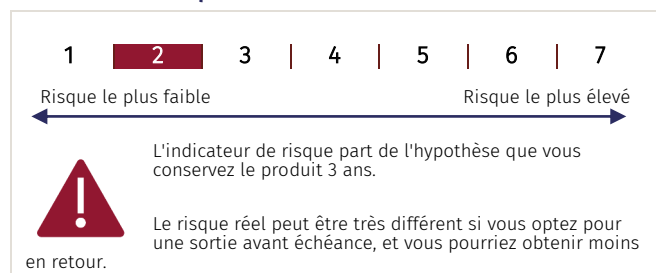 1 2 3 4 5 6 7
Risque le plus faible Risque le plus élevé
L'indicateur de risque part de l'hypothèse que vous
conservez le produit 3 ans.
Le risque réel peut être très différent si vous optez pour
une sortie avant échéance, et vous pourriez obtenir moins
en retour.